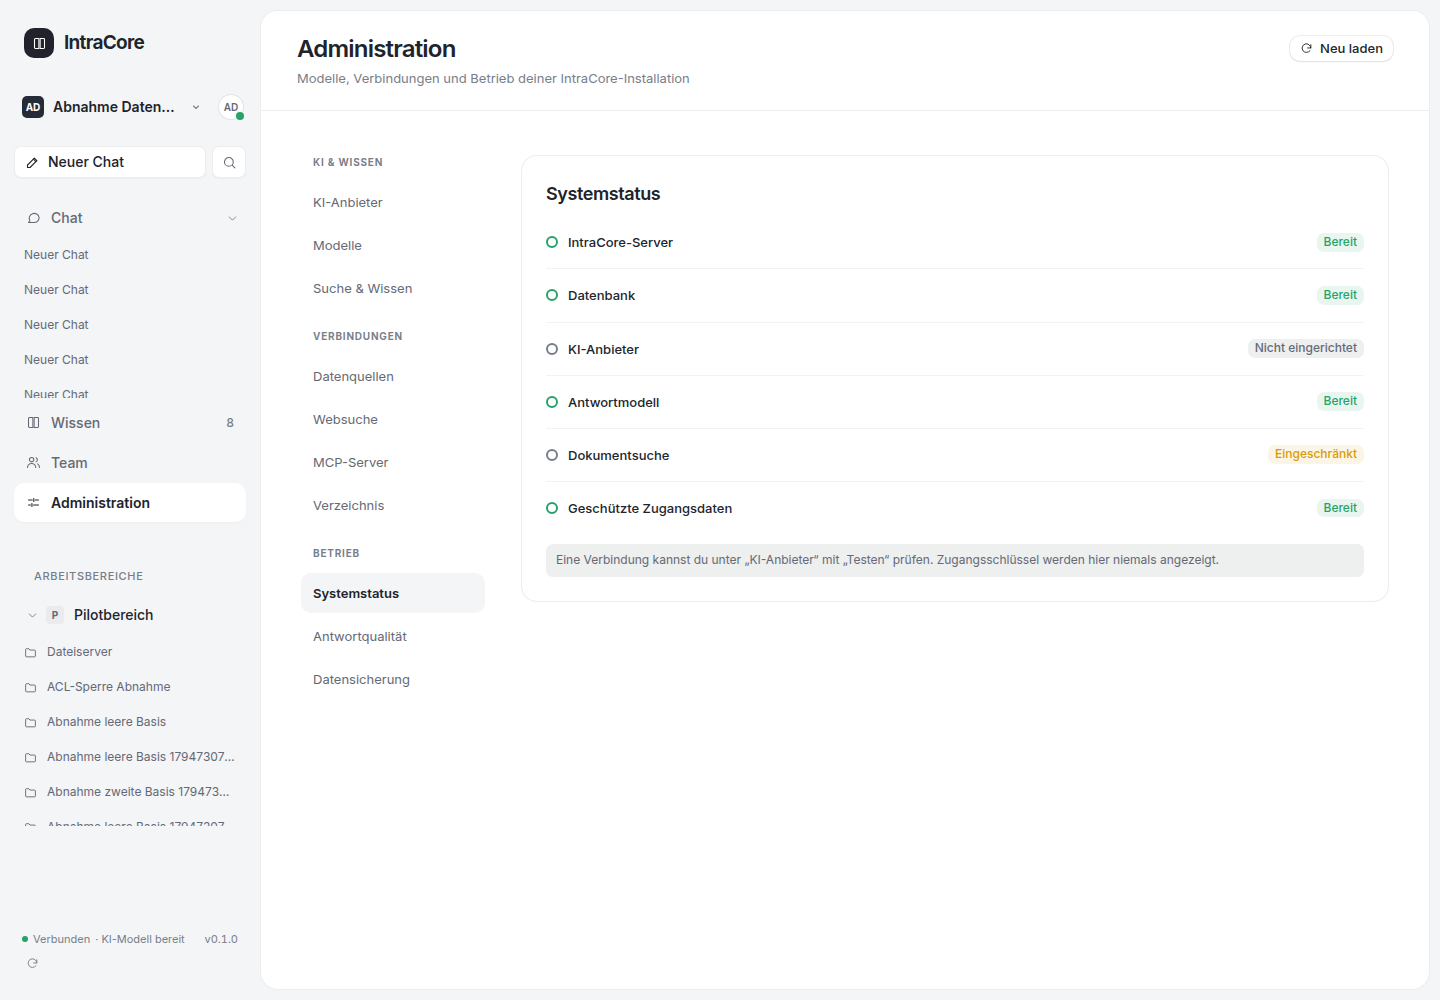 IntraCore
AD
Abnahme Daten...
AD
Neuer Chat
Chat
Neuer Chat
Neuer Chat
Neuer Chat
Neuer Chat
Neuer Chat
Wissen
8
Team
Administration
ARBEITSBEREICHE
P
Pilotbereich
Dateiserver
ACL-Sperre Abnahme
Abnahme leere Basis
Abnahme leere Basis 17947307...
Abnahme zweite Basis 179473...
Abnahme leere Basis 17947307...
Verbunden · KI-Modell bereit
v0.1.0
Administration
Modelle, Verbindungen und Betrieb deiner IntraCore-Installation
Neu laden
KI & WISSEN
KI-Anbieter
Modelle
Suche & Wissen
VERBINDUNGEN
Datenquellen
Websuche
MCP-Server
Verzeichnis
BETRIEB
Systemstatus
Antwortqualität
Datensicherung
Systemstatus
IntraCore-Server
Bereit
Datenbank
Bereit
KI-Anbieter
Nicht eingerichtet
Antwortmodell
Bereit
Dokumentsuche
Eingeschränkt
Geschützte Zugangsdaten
Bereit
Eine Verbindung kannst du unter „KI-Anbieter“ mit „Testen“ prüfen. Zugangsschlüssel werden hier niemals angezeigt.